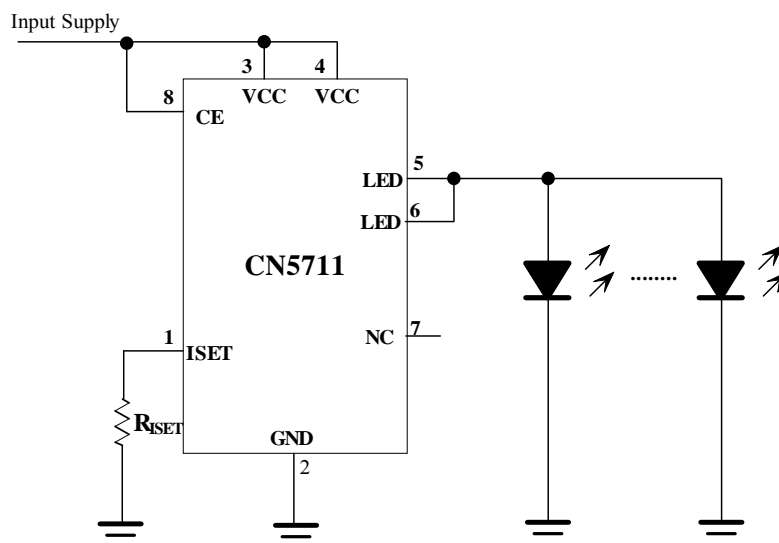 Input Supply
3 4
8 VCC VCC
CE
5
LED
6
LED
CN5711
1 7
ISET NC
RISET
GND
2